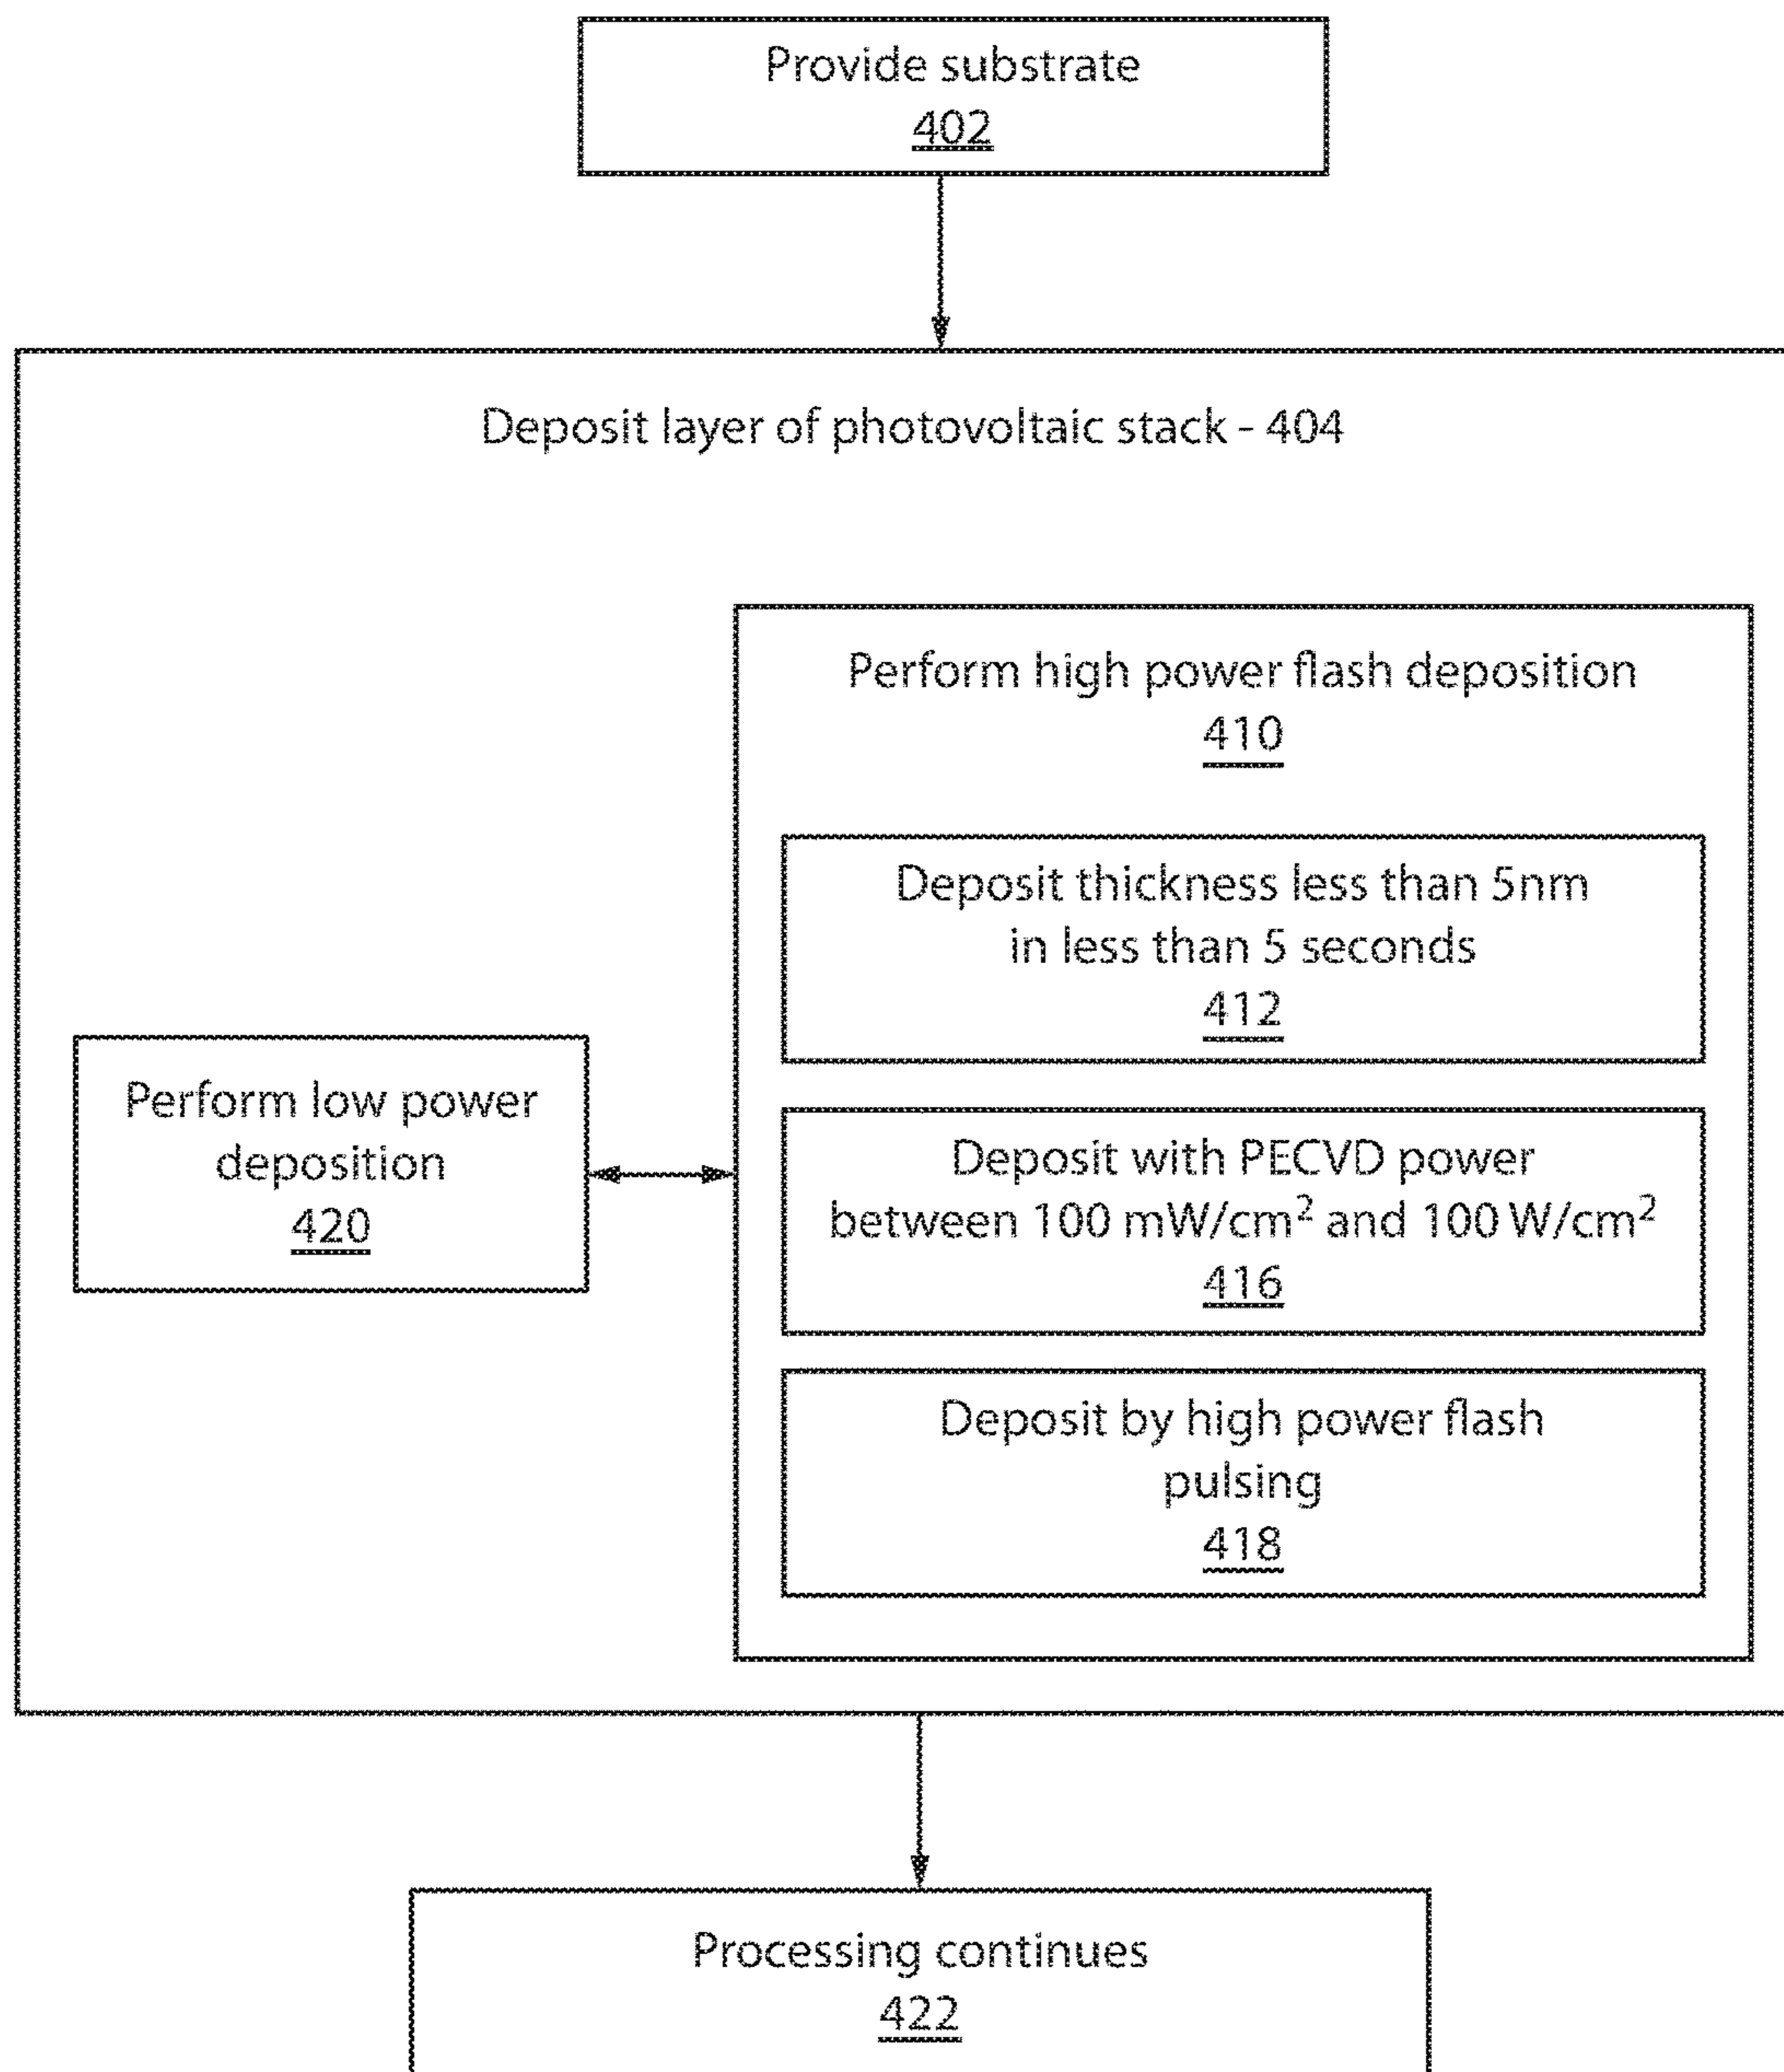 Provide substrate
402
Deposit layer of photovoltaic stack - 404
Perform high power flash deposition
410
Deposit thickness less than 5nm
in less than 5 seconds
412
Perform low power
deposition
420
Deposit with PECVD power
between 100 mW/cm² and 100 W/cm²
416
Deposit by high power flash
pulsing
418
Processing continues
422